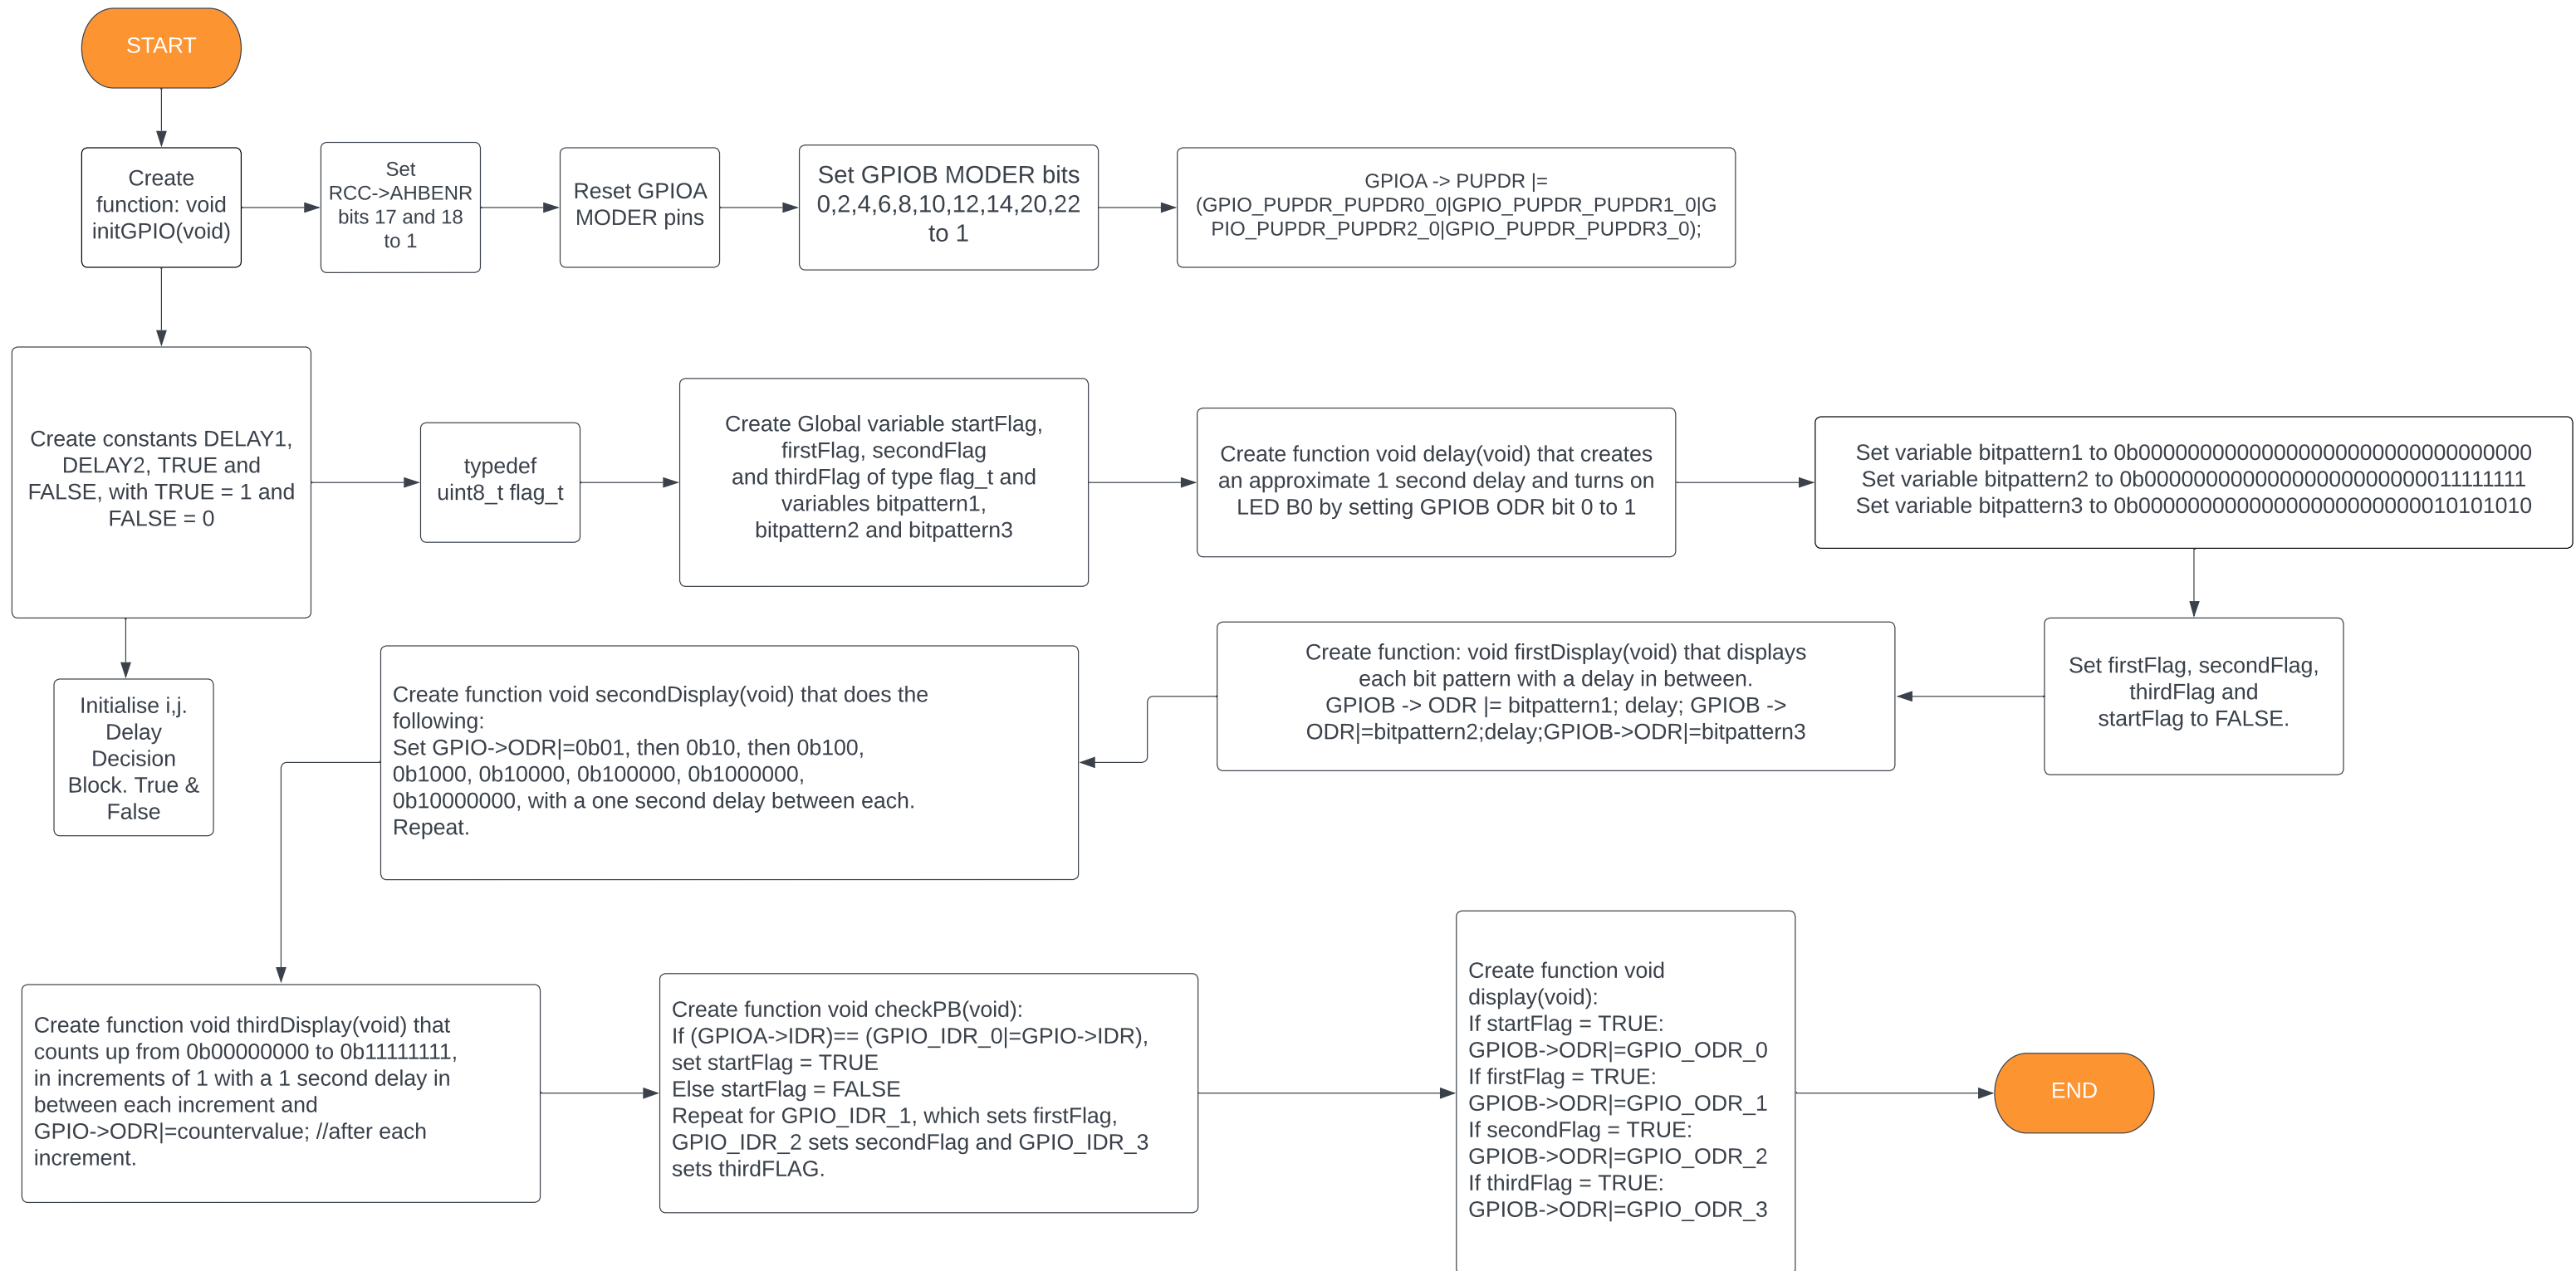 START
Create
function: void
initGPIO(void)
Set
RCC->AHBENR
bits 17 and 18
to 1
Reset GPIOA
MODER pins
Set GPIOB MODER bits
0,2,4,6,8,10,12,14,20,22
to 1
GPIOA -> PUPDR |=
(GPIO_PUPDR_PUPDR0_0|GPIO_PUPDR_PUPDR1_0|G
PIO_PUPDR_PUPDR2_0|GPIO_PUPDR_PUPDR3_0);
Create constants DELAY1,
DELAY2, TRUE and
FALSE, with TRUE = 1 and
FALSE = 0
typedef
uint8_t flag_t
Create Global variable startFlag,
firstFlag, secondFlag
and thirdFlag of type flag_t and
variables bitpattern1,
bitpattern2 and bitpattern3
Create function void delay(void) that creates
an approximate 1 second delay and turns on
LED B0 by setting GPIOB ODR bit 0 to 1
Set variable bitpattern1 to 0b00000000000000000000000000000000
Set variable bitpattern2 to 0b00000000000000000000000011111111
Set variable bitpattern3 to 0b00000000000000000000000010101010
Set firstFlag, secondFlag,
thirdFlag and
startFlag to FALSE.
Create function: void firstDisplay(void) that displays
each bit pattern with a delay in between.
GPIOB -> ODR |= bitpattern1; delay; GPIOB ->
ODR|=bitpattern2;delay;GPIOB->ODR|=bitpattern3
Create function void secondDisplay(void) that does the
following:
Set GPIO->ODR|=0b01, then 0b10, then 0b100,
0b1000, 0b10000, 0b100000, 0b1000000,
0b10000000, with a one second delay between each.
Repeat.
Initialise i,j.
Delay
Decision
Block. True &
False
Create function void thirdDisplay(void) that
counts up from 0b00000000 to 0b11111111,
in increments of 1 with a 1 second delay in
between each increment and
GPIO->ODR|=countervalue; //after each
increment.
Create function void checkPB(void):
If (GPIOA->IDR)== (GPIO_IDR_0|=GPIO->IDR),
set startFlag = TRUE
Else startFlag = FALSE
Repeat for GPIO_IDR_1, which sets firstFlag,
GPIO_IDR_2 sets secondFlag and GPIO_IDR_3
sets thirdFLAG.
Create function void
display(void):
If startFlag = TRUE:
GPIOB->ODR|=GPIO_ODR_0
If firstFlag = TRUE:
GPIOB->ODR|=GPIO_ODR_1
If secondFlag = TRUE:
GPIOB->ODR|=GPIO_ODR_2
If thirdFlag = TRUE:
GPIOB->ODR|=GPIO_ODR_3
END